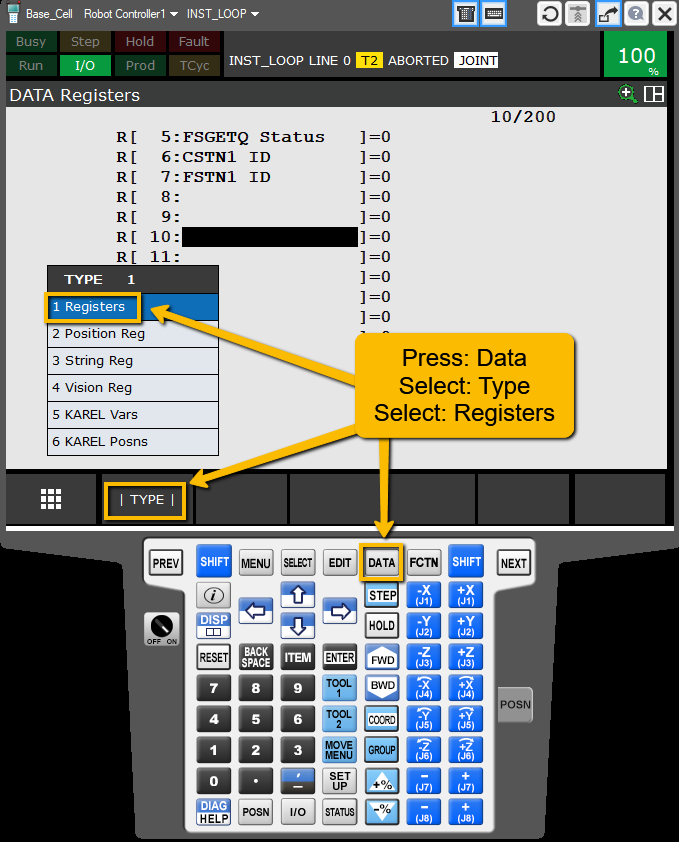 Base_Cell Robot Controller1 INST_LOOP
Busy Step Hold Fault
Run I/O Prod TCyc
INST_LOOP LINE 0 T2 ABORTED JOINT
100
%
DATA Registers
10/200
R[ 5:FSGETQ Status ]=0
R[ 6:CSTN1 ID ]=0
R[ 7:FSTN1 ID ]=0
R[ 8: ]=0
R[ 9: ]=0
R[ 10: ]=0
R[ 11: ]=0
]=0
]=0
]=0
TYPE 1
1 Registers
2 Position Reg
3 String Reg
4 Vision Reg
5 KAREL Vars
6 KAREL Posns
Press: Data
Select: Type
Select: Registers
| TYPE |
PREV SHIFT MENU SELECT EDIT DATA FCTN SHIFT NEXT
i STEP -X (J1) +X (J1)
OFF ON
DISP HOLD -Y (J2) +Y (J2)
RESET BACK SPACE ITEM ENTER FWD -Z (J3) +Z (J3)
7 8 9 TOOL 1 BWD -X (J4) +X (J4)
POSN
4 5 6 TOOL 2 COORD -Y (J5) +Y (J5)
1 2 3 MOVE MENU GROUP -Z (J6) +Z (J6)
0 . , — SET UP +% - (J7) + (J7)
DIAG HELP POSN I/O STATUS -% - (J8) + (J8)